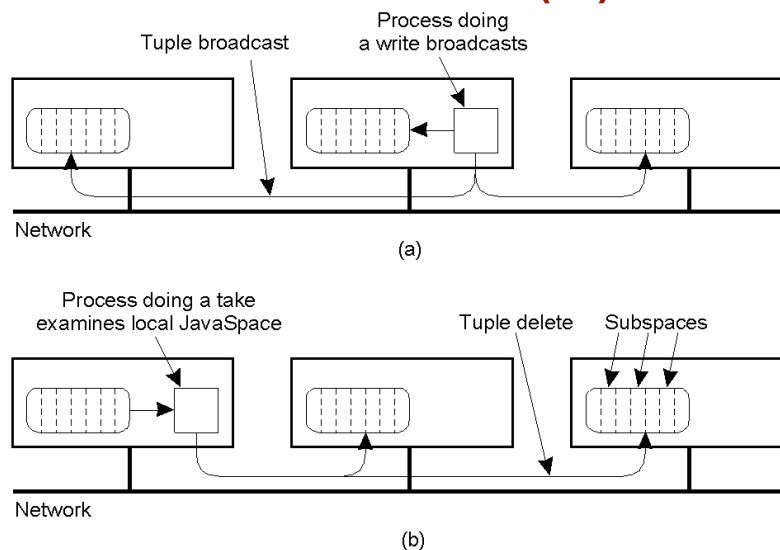 Process doing
a write broadcasts
Tuple broadcast
Network
(a)
Process doing a take
examines local JavaSpace
Tuple delete
Subspaces
Network
(b)